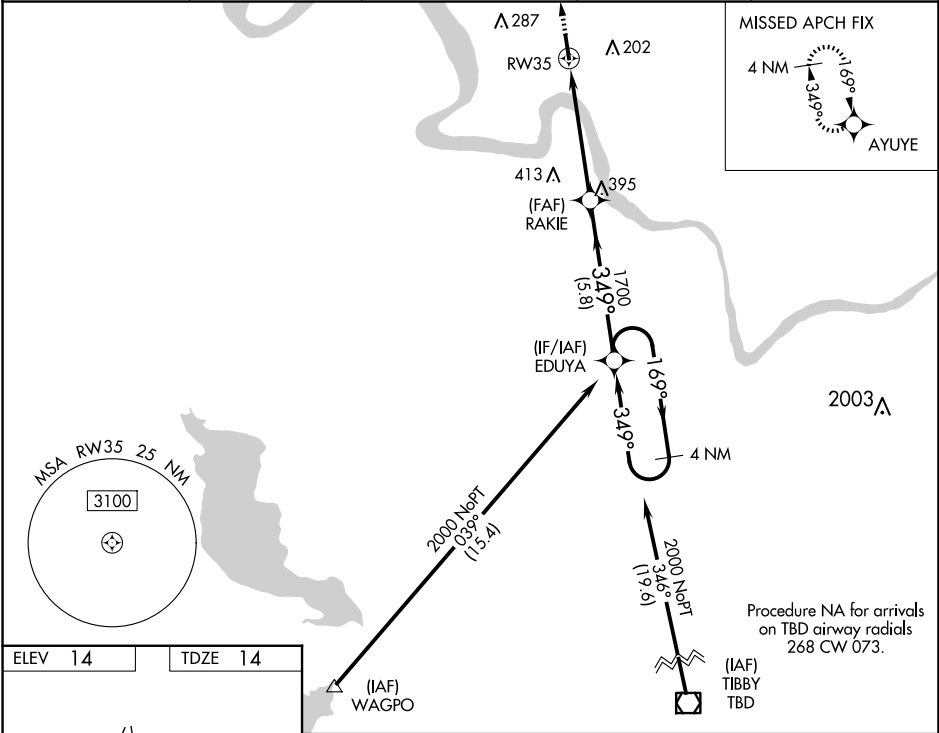 287
202
RW35
MISSED APCH FIX
4 NM
349°
169°
AYUYE
413
395
(FAF)
RAKIE
349°
1700
(5.8)
(IF/IAF)
EDUYA
169°
349°
4 NM
2003
MSA RW35 25 NM
3100
2000 NoPT
039°
(15.4)
2000 NoPT
346°
(19.6)
Procedure NA for arrivals
on TBD airway radials
268 CW 073.
ELEV 14
TDZE 14
(IAF)
WAGPO
(IAF)
TIBBY
TBD